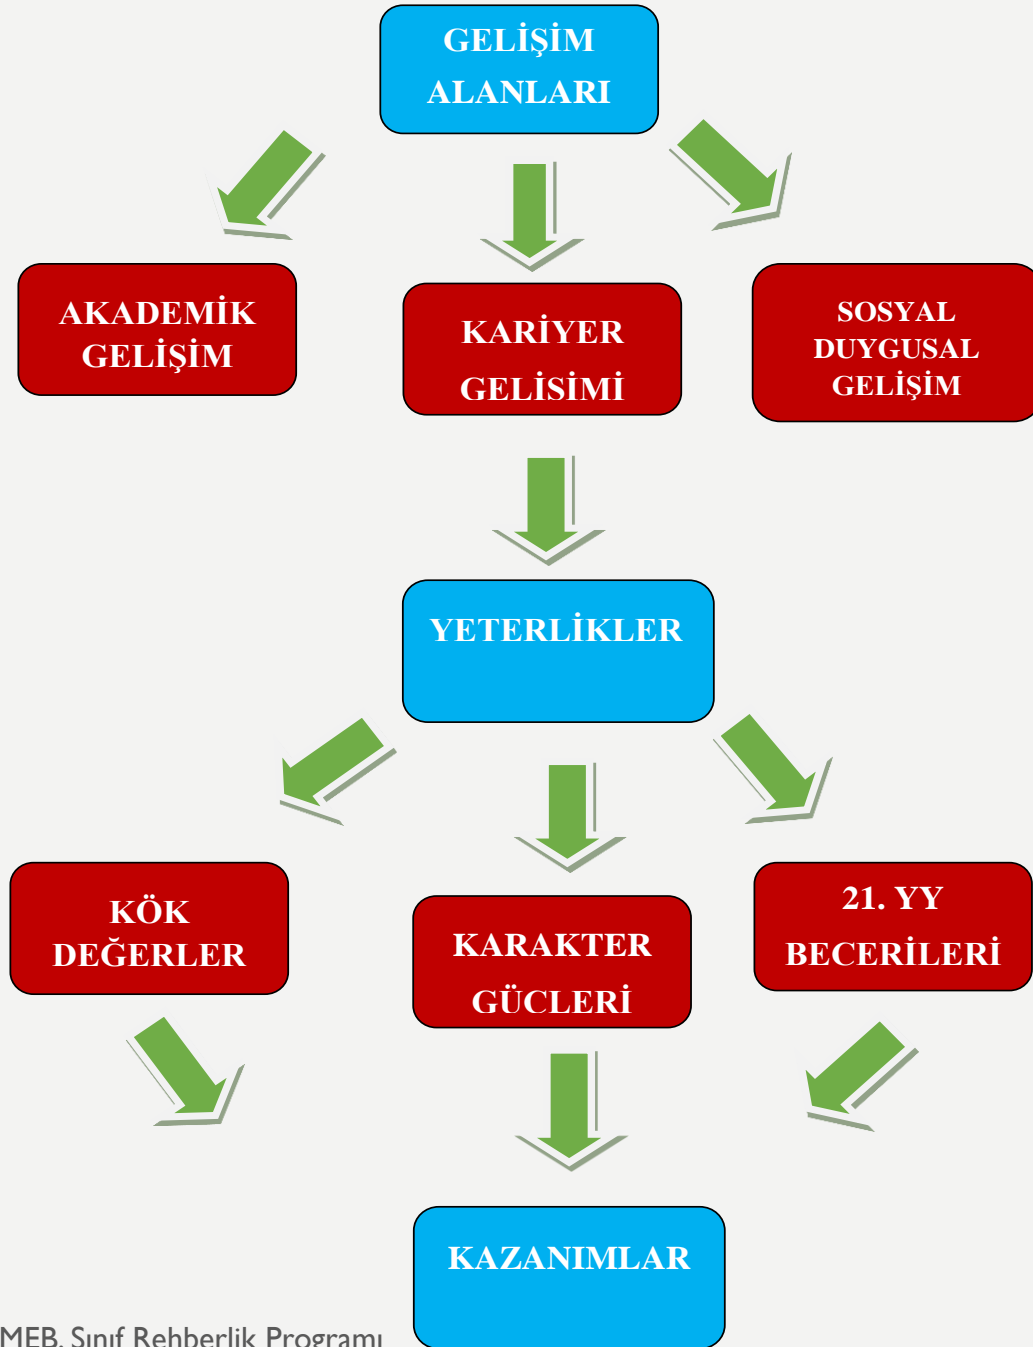 GELİŞİM
ALANLARI
AKADEMİK
GELİŞİM
KARİYER
GELİSİMİ
SOSYAL
DUYGUSAL
GELİŞİM
YETERLİKLER
KÖK
DEĞERLER
KARAKTER
GÜCLERİ
21. YY
BECERİLERİ
KAZANIMLAR
MEB, Sınıf Rehberlik Programı